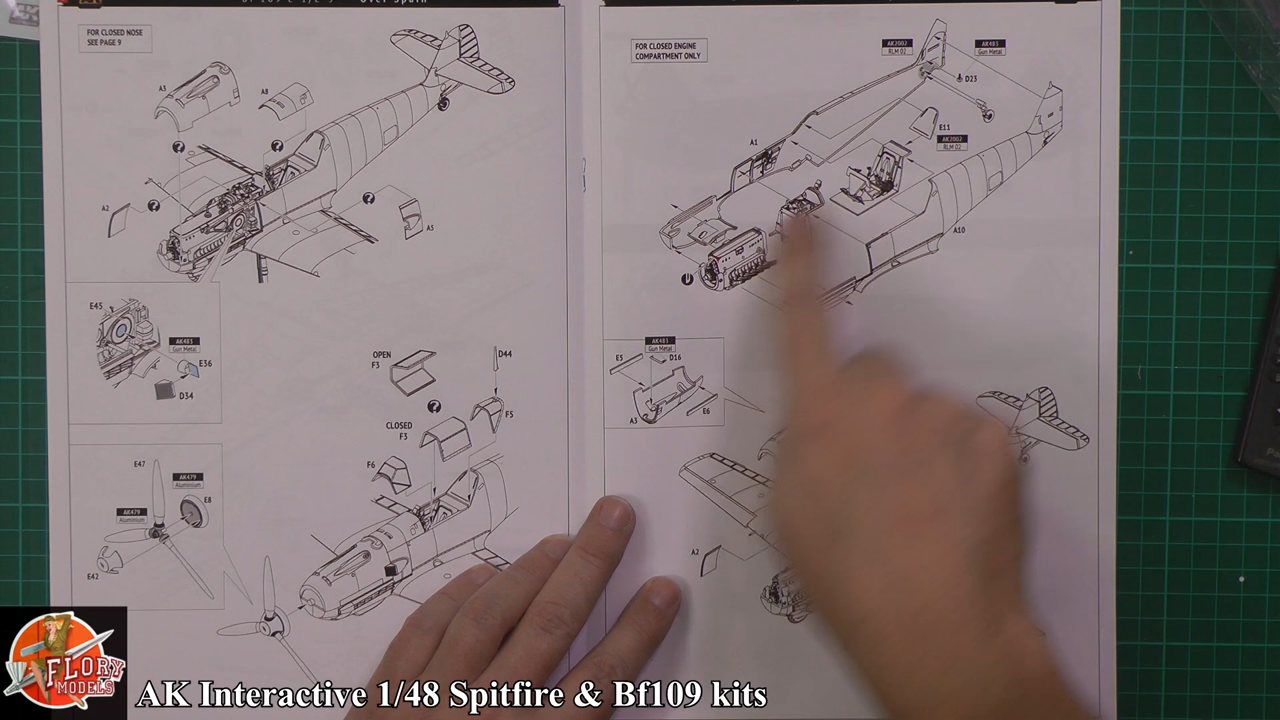 Over Spain
FOR CLOSED NOSE
SEE PAGE 9
A3
A8
A2
A5
E45
AK483
Gun Metal
E36
D34
OPEN
F3
D44
CLOSED
F3
F5
F6
E47
AK479
Aluminium
E8
AK479
Aluminium
E42
FOR CLOSED ENGINE
COMPARTMENT ONLY
AK2002
RLM 02
AK483
Gun Metal
D23
E11
AK2002
RLM 02
A1
A10
AK483
Gun Metal
E5
D16
A3
E6
A2
FLORY
MODELS
AK Interactive 1/48 Spitfire & Bf109 kits